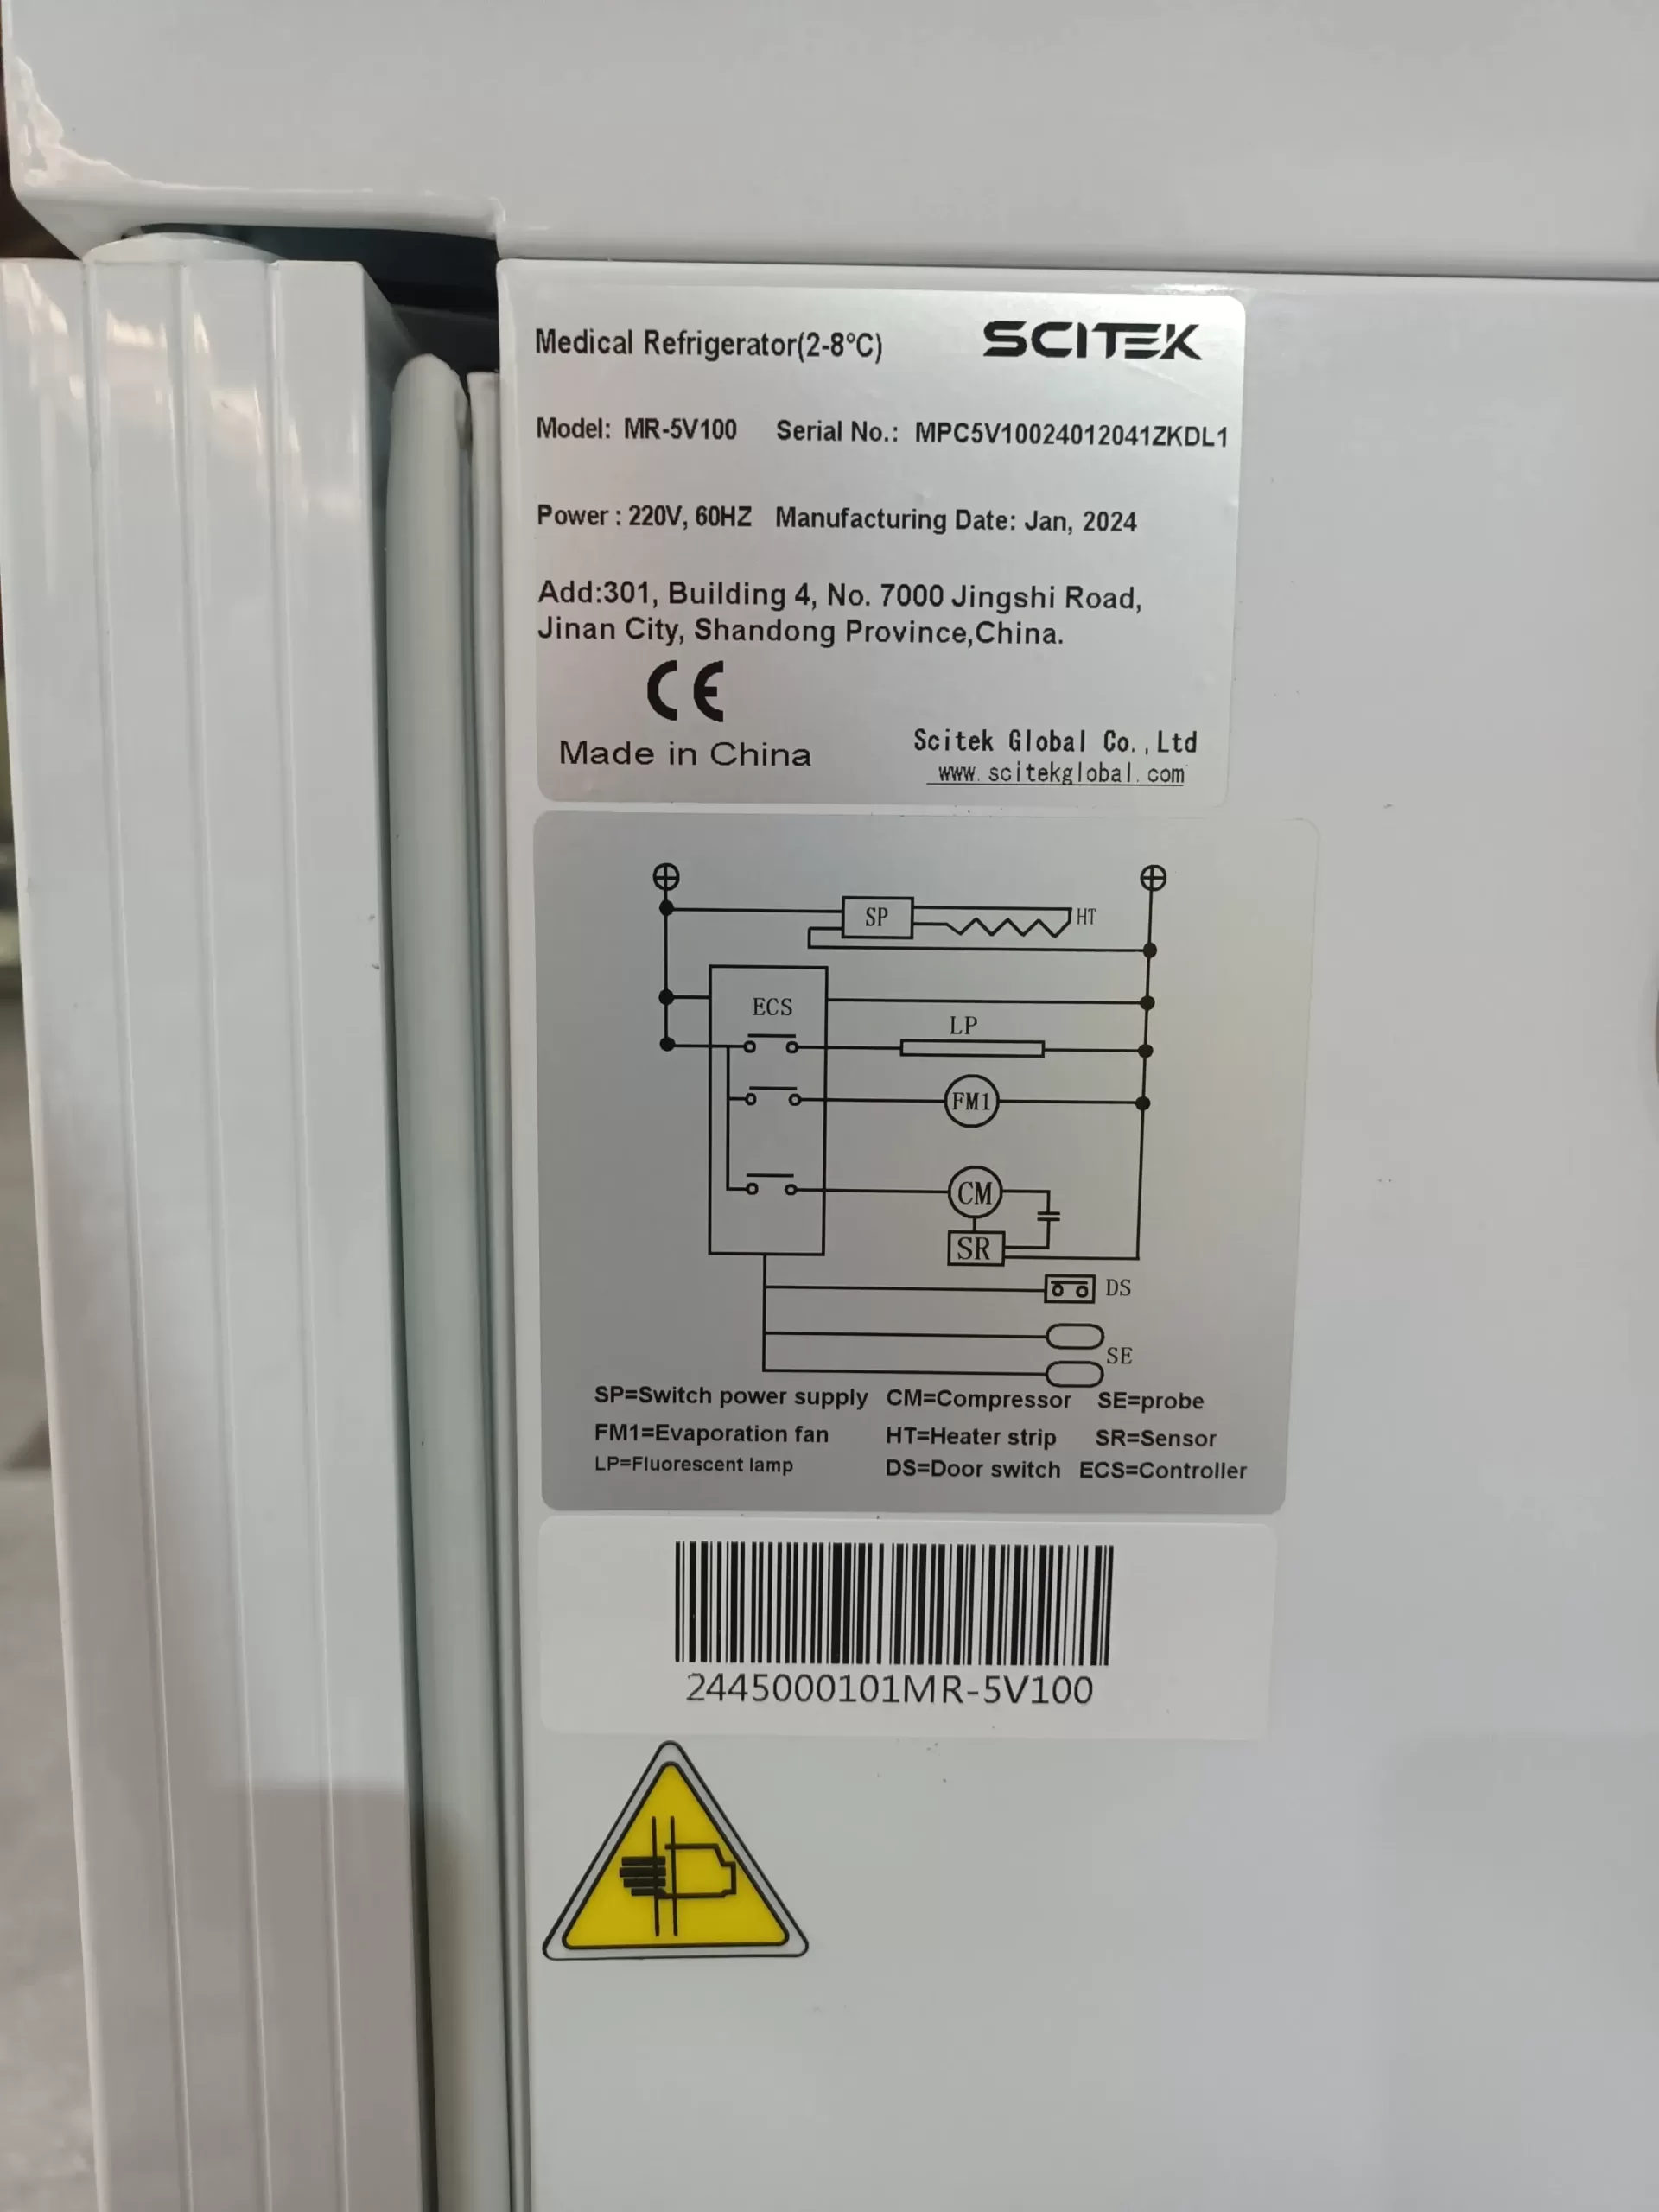 Medical Refrigerator(2-8°C) SCITEK
Model: MR-5V100 Serial No.: MPC5V10024012041ZKDL1
Power : 220V, 60HZ Manufacturing Date: Jan, 2024
Add:301, Building 4, No. 7000 Jingshi Road,
Jinan City, Shandong Province,China.
CE
Made in China
Scitek Global Co.,Ltd
www.scitekglobal.com
SP
HT
ECS
LP
FM1
CM
SR
DS
SE
SP=Switch power supply CM=Compressor SE=probe
FM1=Evaporation fan HT=Heater strip SR=Sensor
LP=Fluorescent lamp DS=Door switch ECS=Controller
2445000101MR-5V100